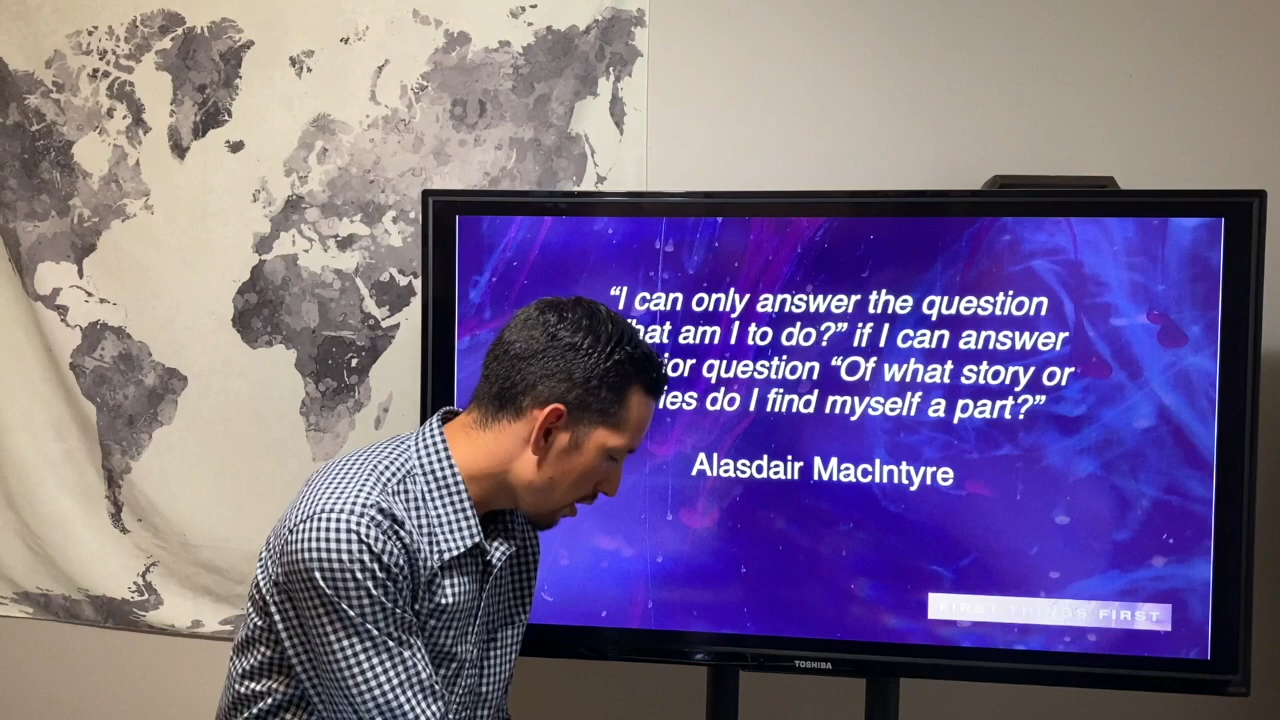 “I can only answer the question
hat am I to do?” if I can answer
ior question “Of what story or
ies do I find myself a part?”
Alasdair MacIntyre
FIRST THINGS FIRST
TOSHIBA